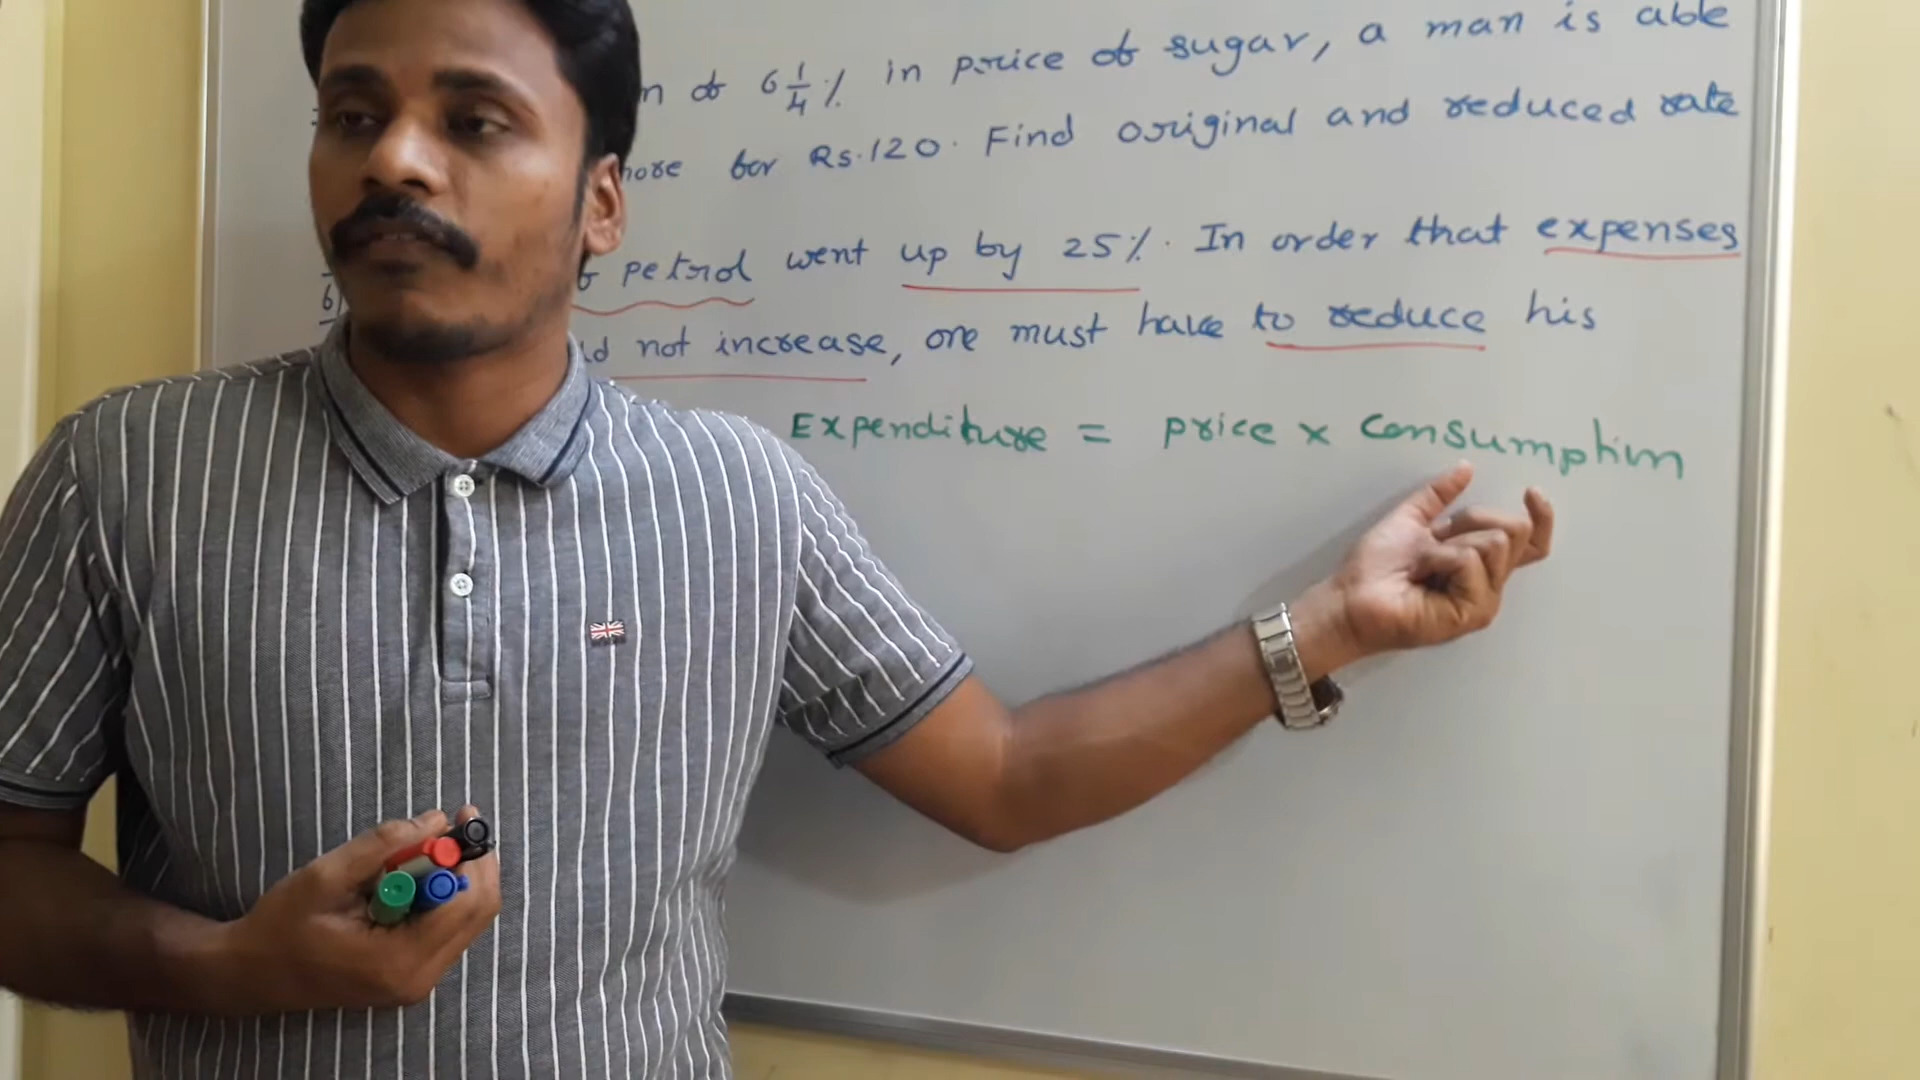 in price of sugar, a man is able
of 6 1/4 %
for Rs.120. Find original and reduced rate
petrol went up by 25%. In order that expenses
not increase, one must have to reduce his
Expenditure = price x consumption